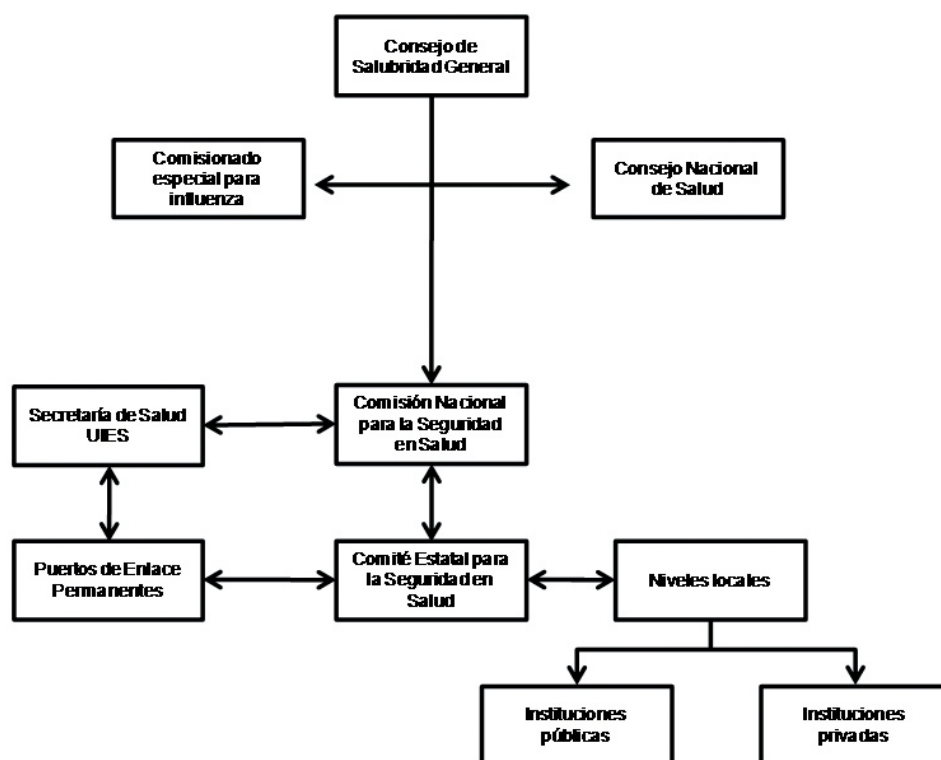 Consejo de
Salubridad General
Comisionado
especial para
influenza
Consejo Nacional
de Salud
Secretaría de Salud
UIES
Comisión Nacional
para la Seguridad
en Salud
Puertos de Enlace
Permanentes
Comité Estatal para
la Seguridad en
Salud
Niveles locales
Instituciones
públicas
Instituciones
privadas